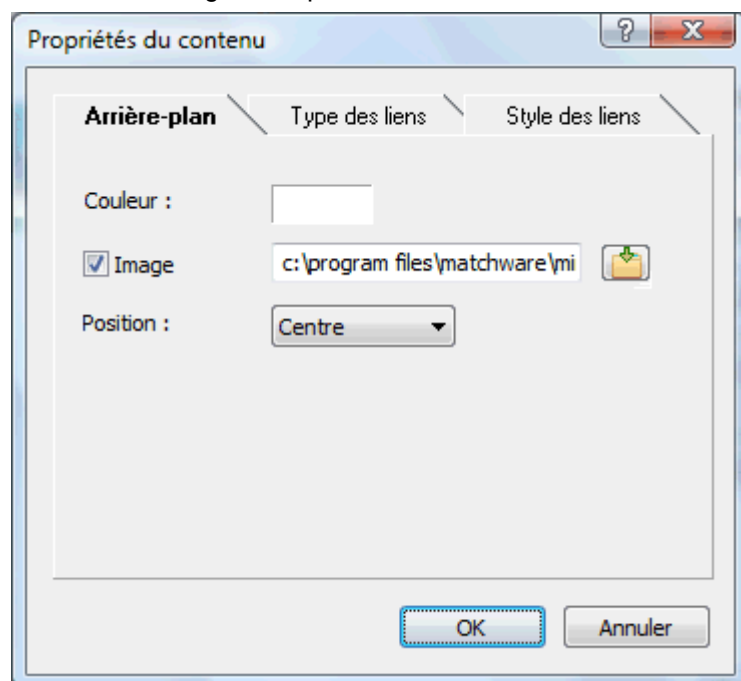 Propriétés du contenu
Arrière-plan Type des liens Style des liens
Couleur :
Image c:\program files\matchware\mi
Position : Centre
OK Annuler